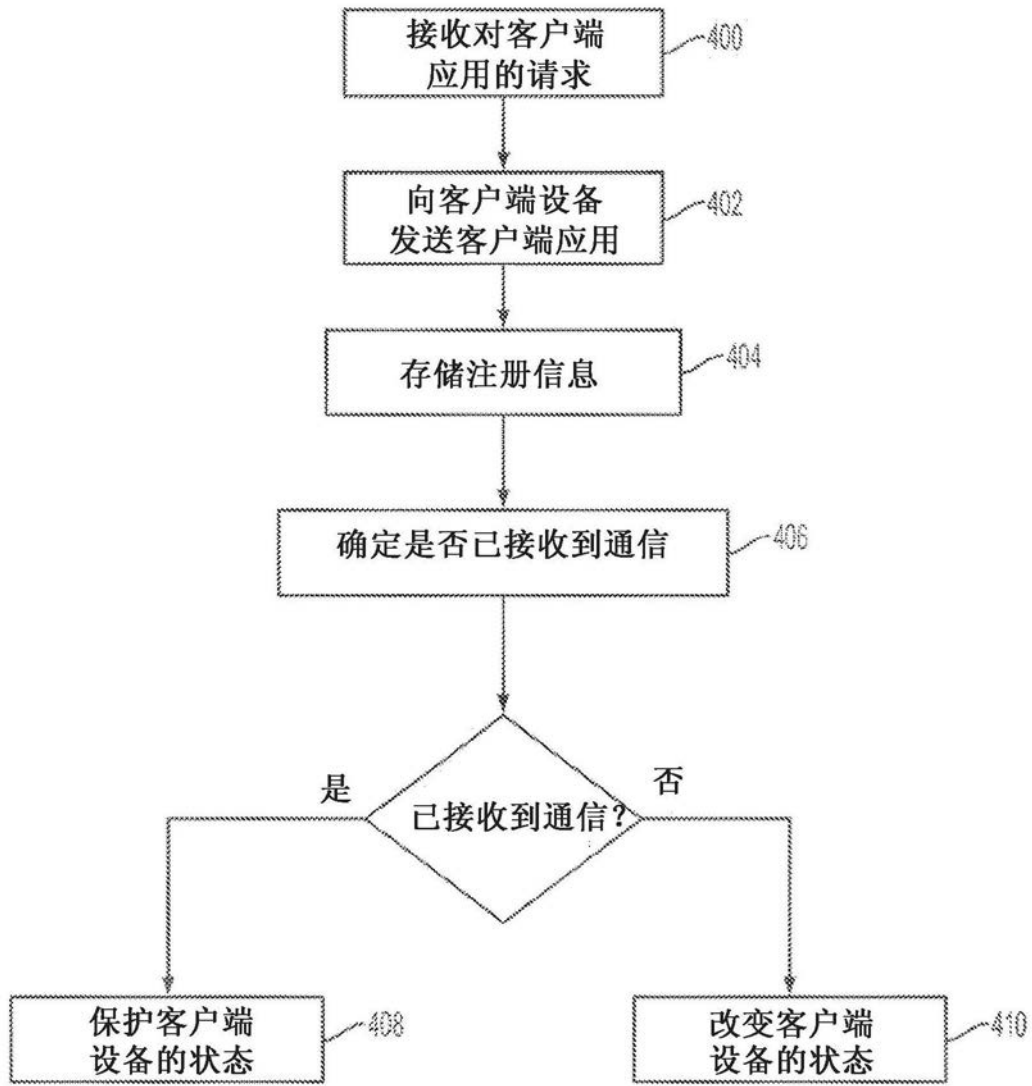 接收对客户端
应用的请求
400
向客户端设备
发送客户端应用
402
存储注册信息
404
确定是否已接收到通信
406
是
否
已接收到通信？
保护客户端
设备的状态
408
改变客户端
设备的状态
410